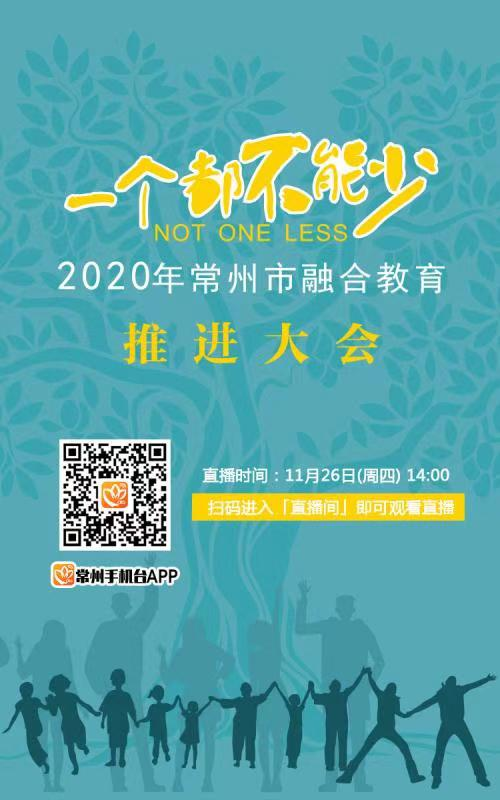 一个都不能少
NOT ONE LESS
2020年常州市融合教育
推进大会
直播时间：11月26日(周四) 14:00
扫码进入「直播间」即可观看直播
常州手机台APP